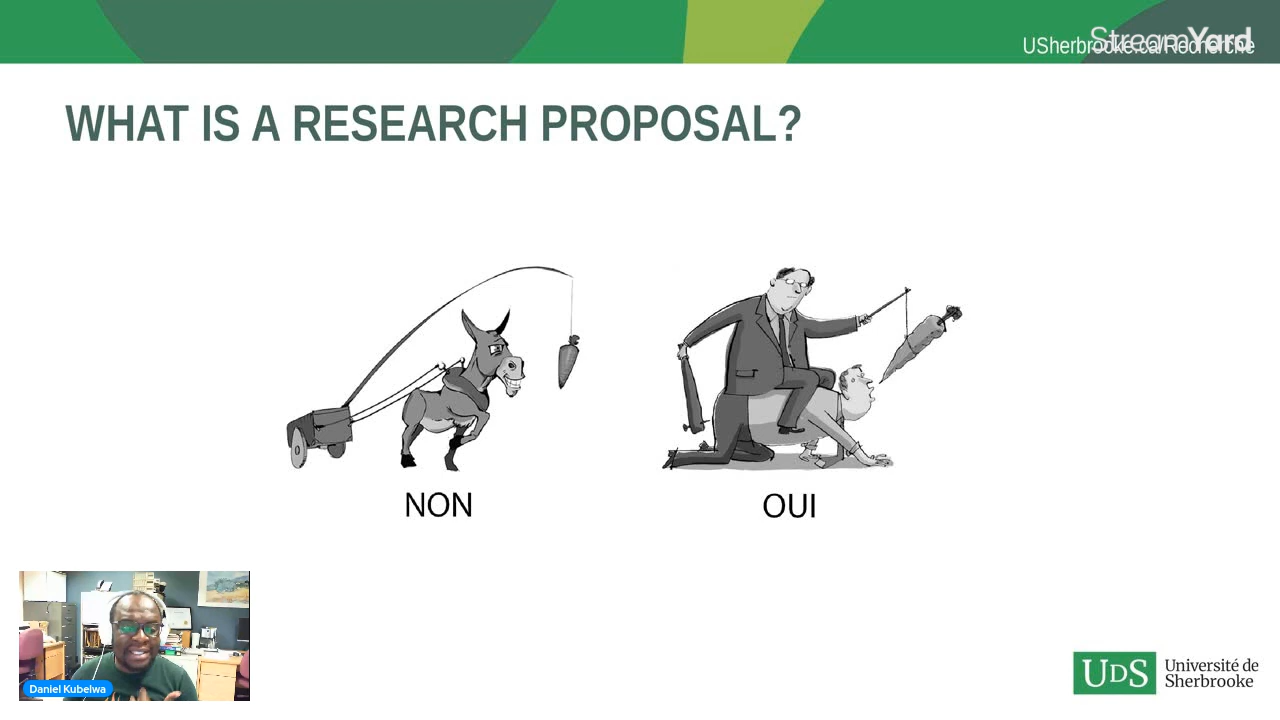 StreamYard
USherbrooke.ca/Recherche
WHAT IS A RESEARCH PROPOSAL?
NON
OUI
Daniel Kubelwa
UDS Université de
Sherbrooke